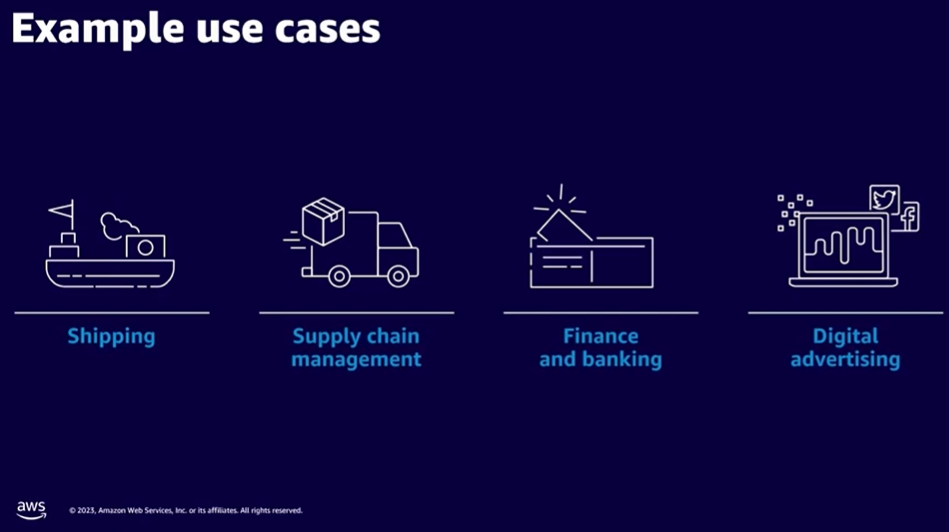 Example use cases
Shipping
Supply chain
management
Finance
and banking
Digital
advertising
aws
© 2023, Amazon Web Services, Inc. or its affiliates. All rights reserved.